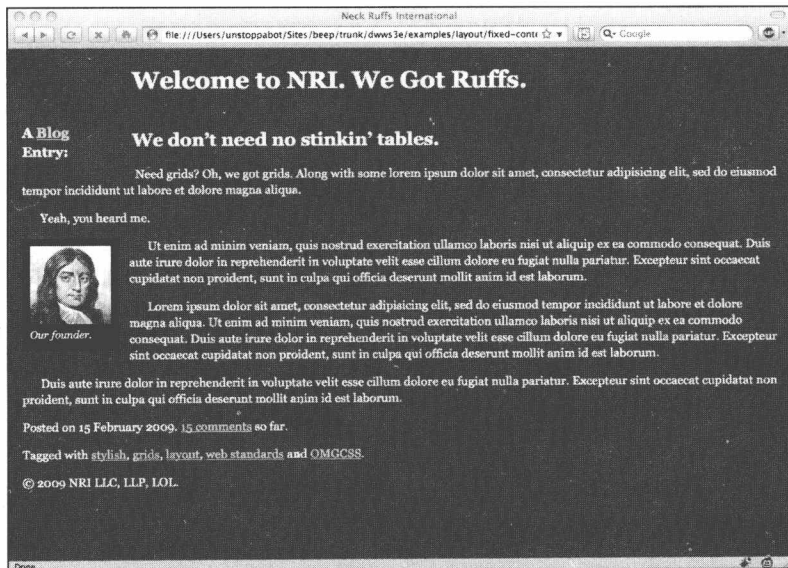 Neck Ruffs International
file:///Users/unstoppabot/Sites/beep/trunk/dwws3e/examples/layout/fixed-conte
Google
Welcome to NRI. We Got Ruffs.
A Blog
Entry:
We don't need no stinkin' tables.
Need grids? Oh, we got grids. Along with some lorem ipsum dolor sit amet, consectetur adipisicing elit, sed do eiusmod
tempor incididunt ut labore et dolore magna aliqua.
Yeah, you heard me.
Ut enim ad minim veniam, quis nostrud exercitation ullamco laboris nisi ut aliquip ex ea commodo consequat. Duis
aute irure dolor in reprehenderit in voluptate velit esse cillum dolore eu fugiat nulla pariatur. Excepteur sint occaecat
cupidatat non proident, sunt in culpa qui officia deserunt mollit anim id est laborum.
Lorem ipsum dolor sit amet, consectetur adipisicing elit, sed do eiusmod tempor incididunt ut labore et dolore
magna aliqua. Ut enim ad minim veniam, quis nostrud exercitation ullamco laboris nisi ut aliquip ex ea commodo
consequat. Duis aute irure dolor in reprehenderit in voluptate velit esse cillum dolore eu fugiat nulla pariatur. Excepteur
sint occaecat cupidatat non proident, sunt in culpa qui officia deserunt mollit anim id est laborum.
Our founder.
Duis aute irure dolor in reprehenderit in voluptate velit esse cillum dolore eu fugiat nulla pariatur. Excepteur sint occaecat cupidatat non
proident, sunt in culpa qui officia deserunt mollit anim id est laborum.
Posted on 15 February 2009. 15 comments so far.
Tagged with stylish, grids, layout, web standards and OMGCSS.
© 2009 NRI LLC, LLP, LOL.
Done